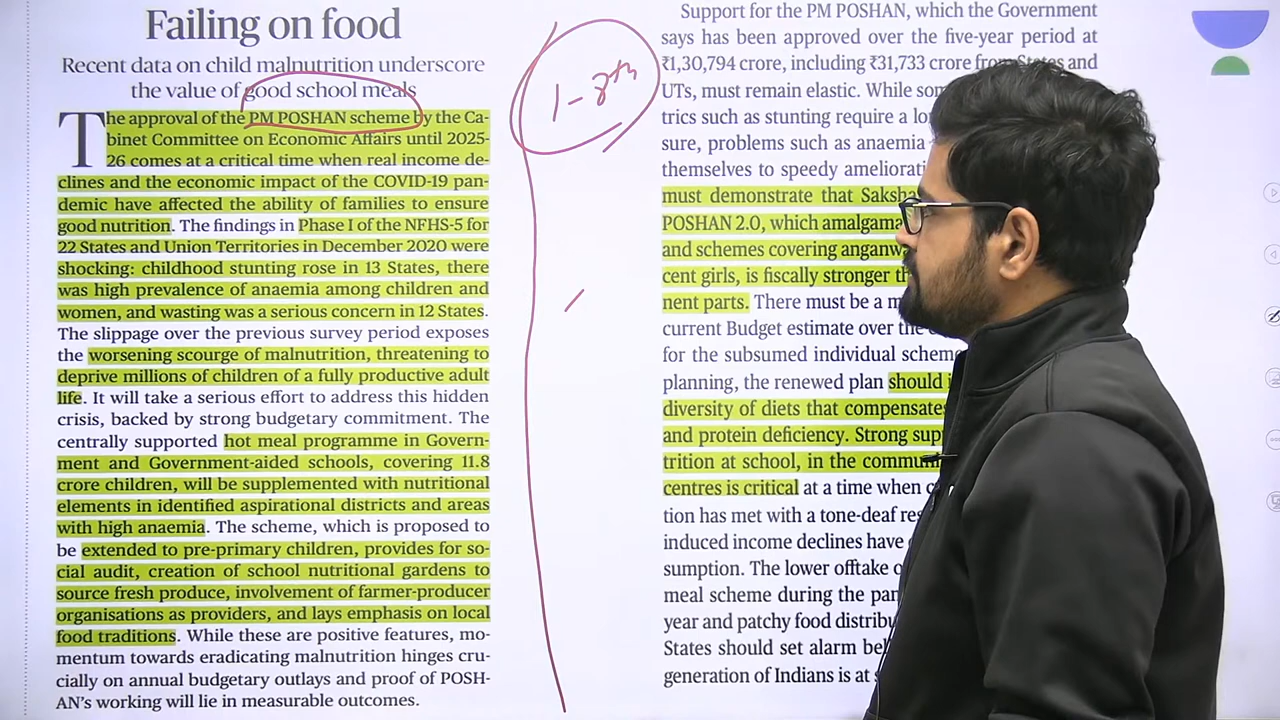 Failing on food
Recent data on child malnutrition underscore
the value of good school meals
The approval of the PM POSHAN scheme by the Ca-
binet Committee on Economic Affairs until 2025-
26 comes at a critical time when real income de-
clines and the economic impact of the COVID-19 pan-
demic have affected the ability of families to ensure
good nutrition. The findings in Phase I of the NFHS-5 for
22 States and Union Territories in December 2020 were
shocking: childhood stunting rose in 13 States, there
was high prevalence of anaemia among children and
women, and wasting was a serious concern in 12 States.
The slippage over the previous survey period exposes
the worsening scourge of malnutrition, threatening to
deprive millions of children of a fully productive adult
life. It will take a serious effort to address this hidden
crisis, backed by strong budgetary commitment. The
centrally supported hot meal programme in Govern-
ment and Government-aided schools, covering 11.8
crore children, will be supplemented with nutritional
elements in identified aspirational districts and areas
with high anaemia. The scheme, which is proposed to
be extended to pre-primary children, provides for so-
cial audit, creation of school nutritional gardens to
source fresh produce, involvement of farmer-producer
organisations as providers, and lays emphasis on local
food traditions. While these are positive features, mo-
mentum towards eradicating malnutrition hinges cru-
cially on annual budgetary outlays and proof of POSH-
AN's working will lie in measurable outcomes.
1-8th
Support for the PM POSHAN, which the Government
says has been approved over the five-year period at
₹1,30,794 crore, including ₹31,733 crore from States and
UTs, must remain elastic. While
trics such as stunting require a
sure, problems such as anaemia
themselves to speedy
must demonstrate that
POSHAN 2.0, which
and schemes covering
cent girls, is fiscally stronger
nent parts. There must be a
current Budget estimate over the
for the subsumed individual
planning, the renewed plan should
diversity of diets that
and protein deficiency. Strong
trition at school, in the
centres is critical at a time when
tion has met with a tone-deaf
induced income declines have
sumption. The lower offtake
meal scheme during the
year and patchy food
States should set alarm
generation of Indians is at